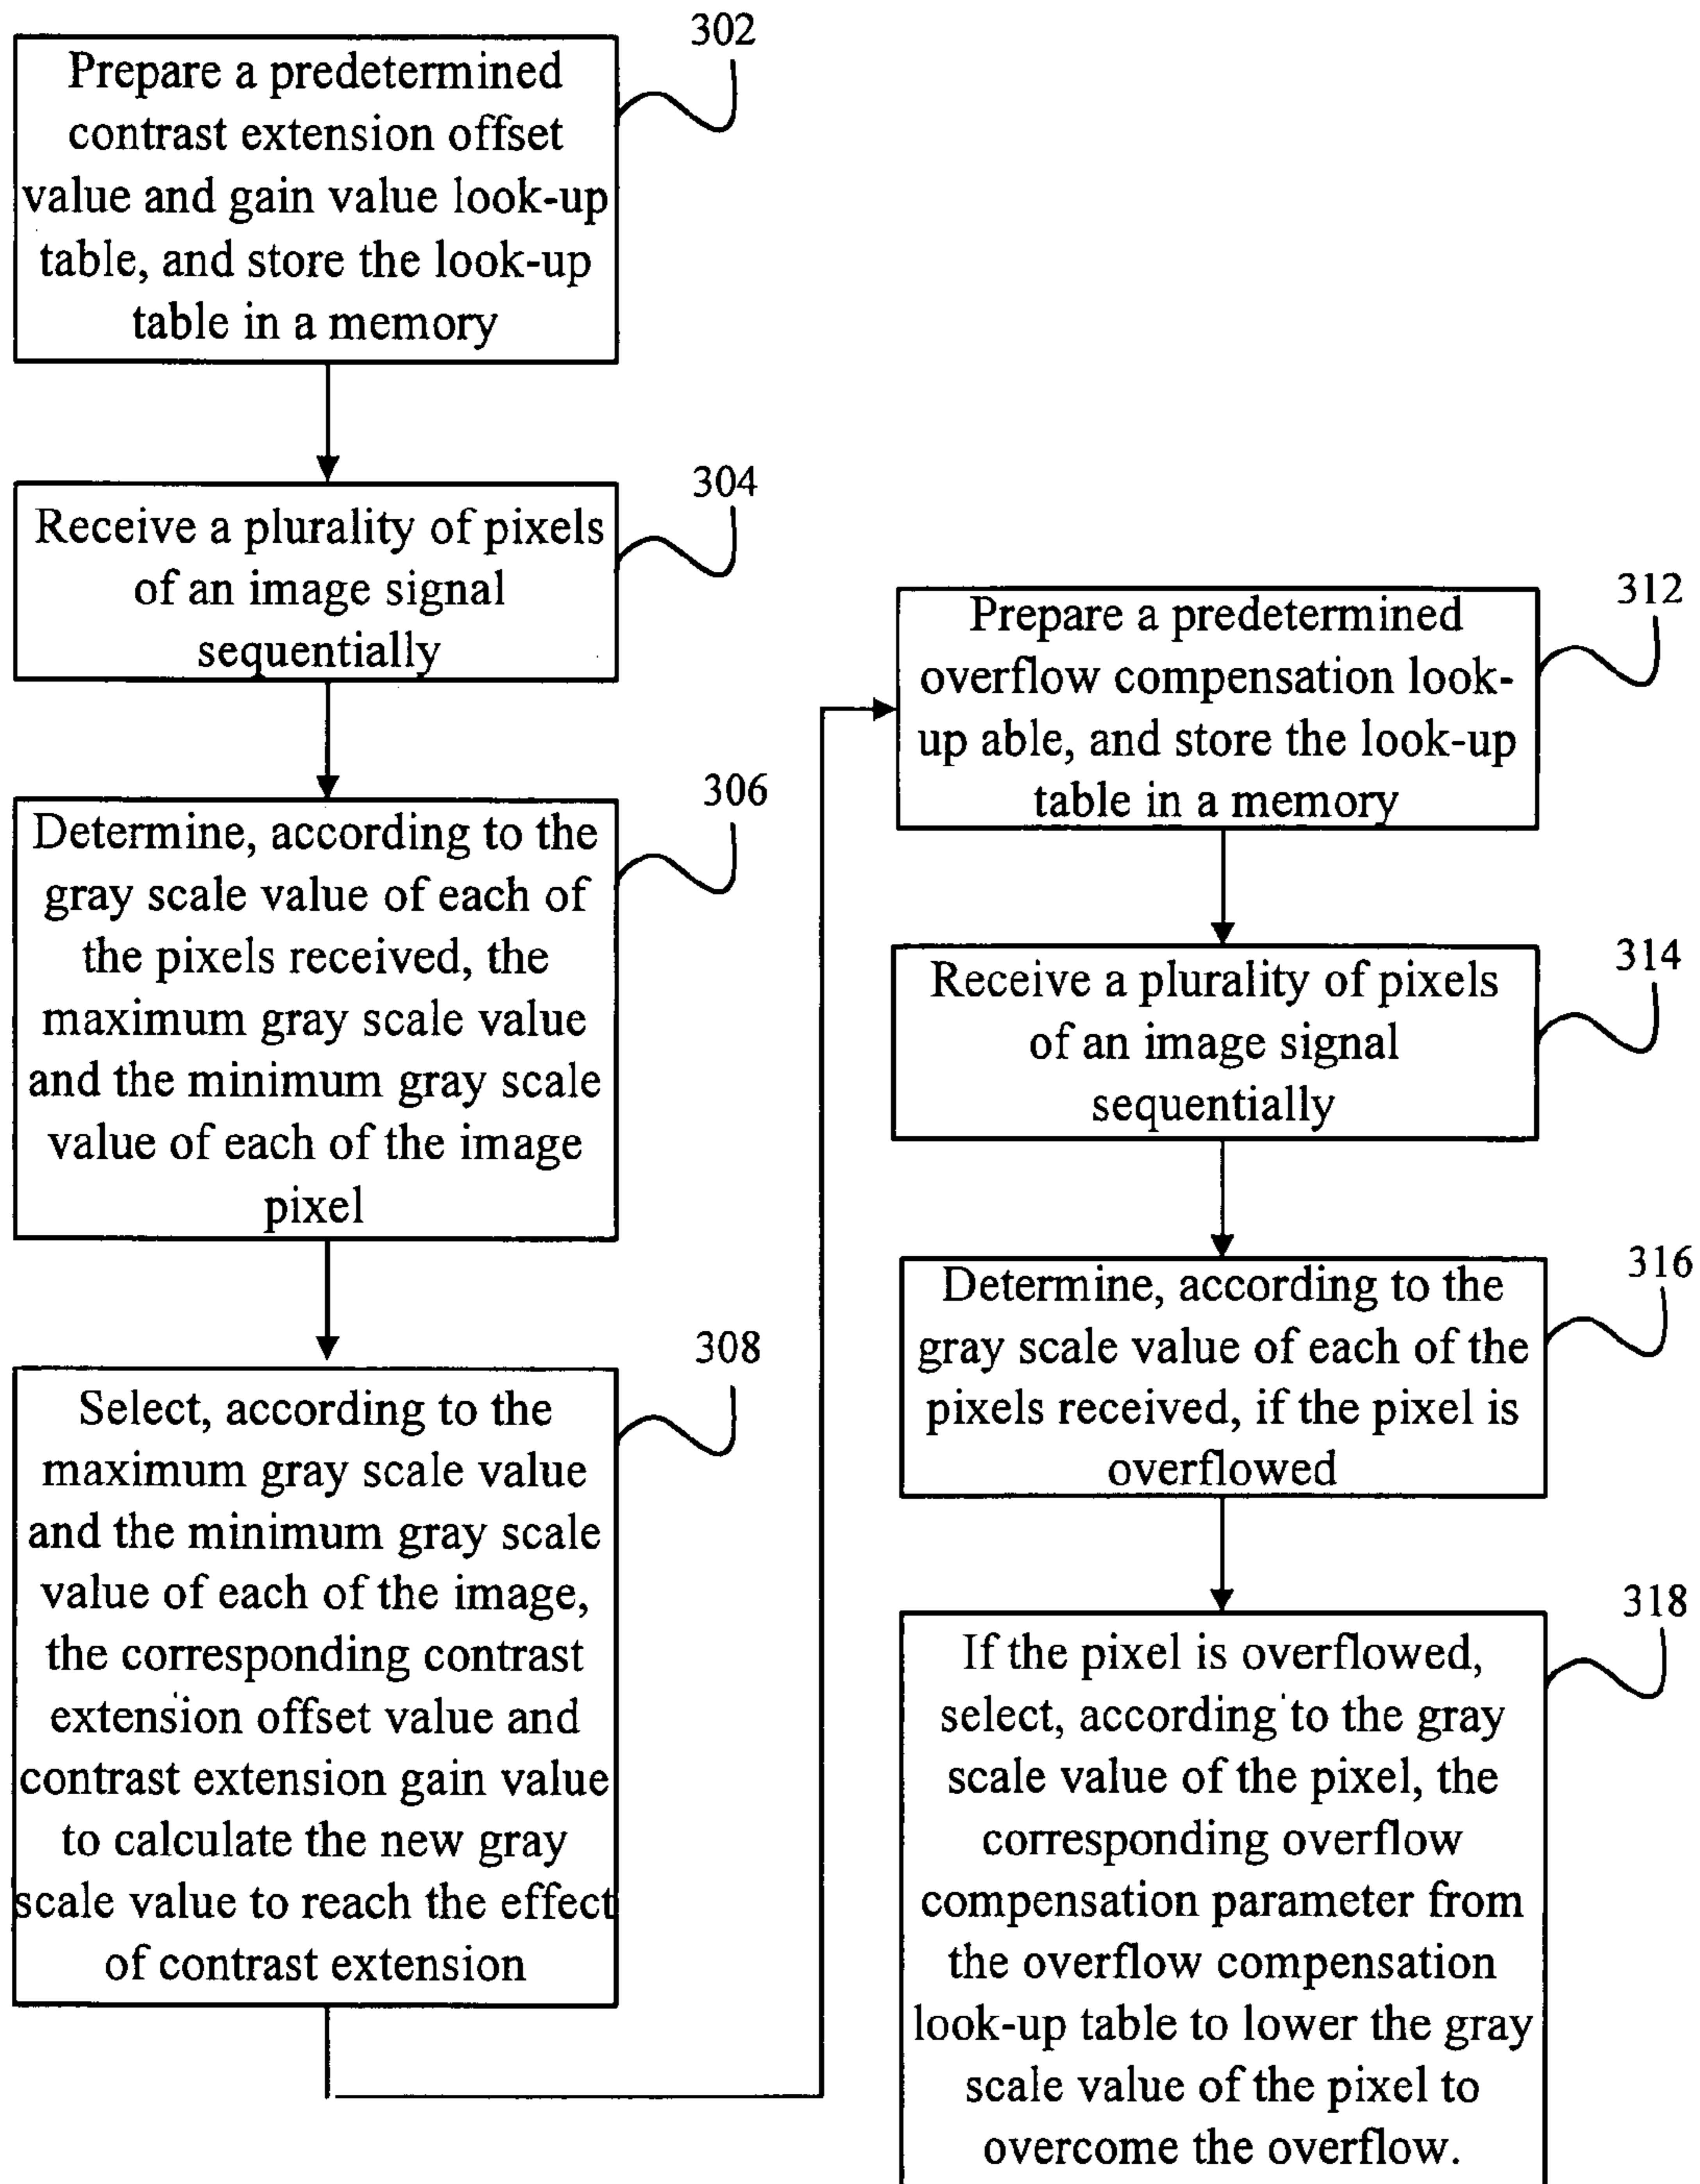 302
Prepare a predetermined
contrast extension offset
value and gain value look-up
table, and store the look-up
table in a memory
304
Receive a plurality of pixels
of an image signal
sequentially
306
Determine, according to the
gray scale value of each of
the pixels received, the
maximum gray scale value
and the minimum gray scale
value of each of the image
pixel
308
Select, according to the
maximum gray scale value
and the minimum gray scale
value of each of the image,
the corresponding contrast
extension offset value and
contrast extension gain value
to calculate the new gray
scale value to reach the effect
of contrast extension
312
Prepare a predetermined
overflow compensation look-
up able, and store the look-up
table in a memory
314
Receive a plurality of pixels
of an image signal
sequentially
316
Determine, according to the
gray scale value of each of the
pixels received, if the pixel is
overflowed
318
If the pixel is overflowed,
select, according to the gray
scale value of the pixel, the
corresponding overflow
compensation parameter from
the overflow compensation
look-up table to lower the gray
scale value of the pixel to
overcome the overflow.